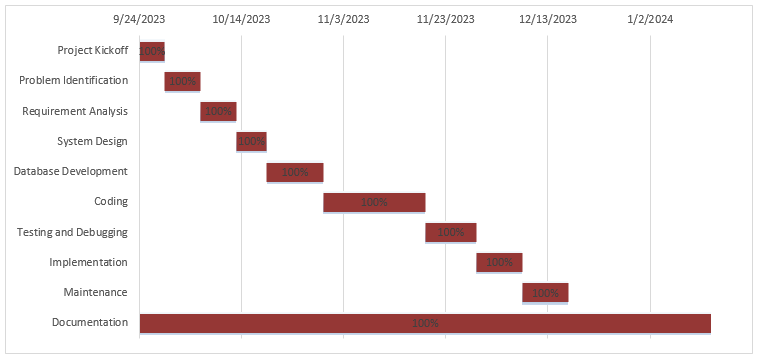 9/24/2023 10/14/2023 11/3/2023 11/23/2023 12/13/2023 1/2/2024
Project Kickoff 100%
Problem Identification 100%
Requirement Analysis 100%
System Design 100%
Database Development 100%
Coding 100%
Testing and Debugging 100%
Implementation 100%
Maintenance 100%
Documentation 100%